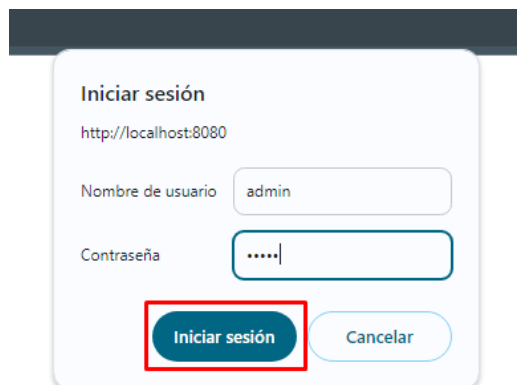 Iniciar sesión
http://localhost:8080
Nombre de usuario admin
Contraseña •••••
Iniciar sesión Cancelar